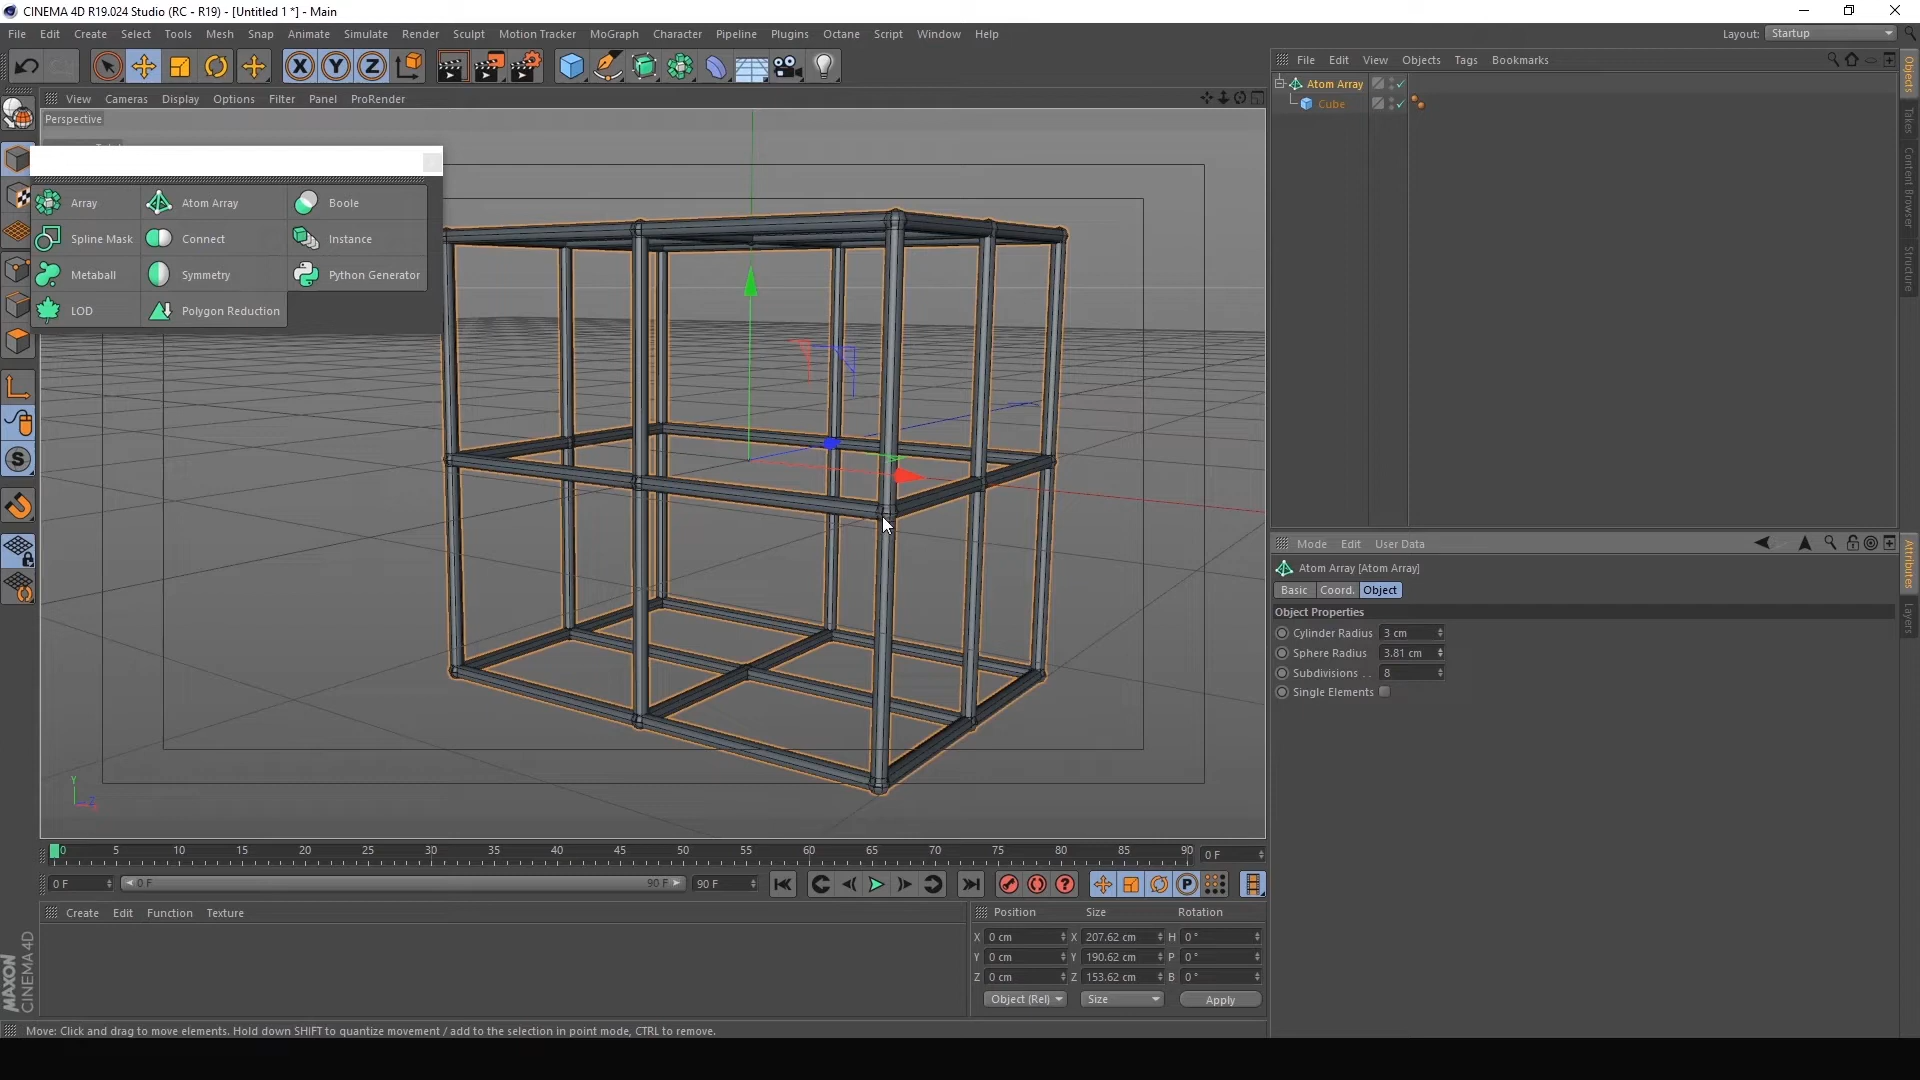 CINEMA 4D R19.024 Studio (RC - R19) - [Untitled 1 *] - Main
File Edit Create Select Tools Mesh Snap Animate Simulate Render Sculpt Motion Tracker MoGraph Character Pipeline Plugins Octane Script Window Help
Layout: Startup
X Y Z
View Cameras Display Options Filter Panel ProRender
Perspective
Array Atom Array Boole
Spline Mask Connect Instance
Metaball Symmetry Python Generator
LOD Polygon Reduction
S
Y
Z
File Edit View Objects Tags Bookmarks
Atom Array
Cube
Objects
Takes
Content Browser
Structure
Mode Edit User Data
Atom Array [Atom Array]
Basic Coord. Object
Object Properties
Cylinder Radius 3 cm
Sphere Radius 3.81 cm
Subdivisions . . 8
Single Elements
Attributes
Layers
0 5 10 15 20 25 30 35 40 45 50 55 60 65 70 75 80 85 90 0 F
0 F 0 F 90 F 90 F
P
Create Edit Function Texture
Position Size Rotation
X 0 cm X 207.62 cm H 0 °
Y 0 cm Y 190.62 cm P 0 °
Z 0 cm Z 153.62 cm B 0 °
Object (Rel) Size Apply
MAXON
CINEMA 4D
Move: Click and drag to move elements. Hold down SHIFT to quantize movement / add to the selection in point mode, CTRL to remove.